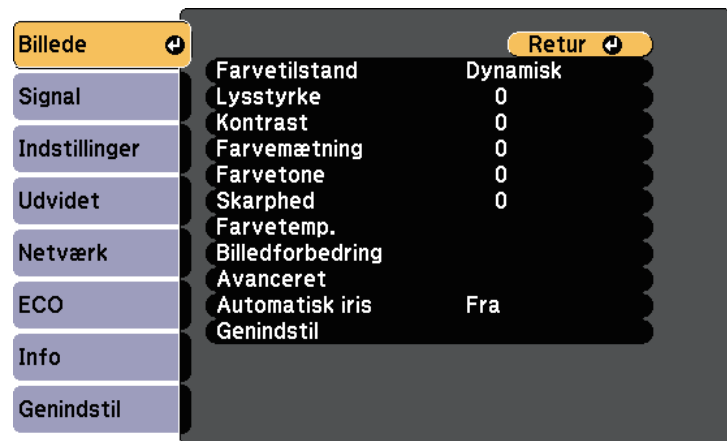 Billede
Signal
Indstillinger
Udvidet
Netværk
ECO
Info
Genindstil
Retur
Farvetilstand Dynamisk
Lysstyrke 0
Kontrast 0
Farvemætning 0
Farvetone 0
Skarphed 0
Farvetemp.
Billedforbedring
Avanceret
Automatisk iris Fra
Genindstil